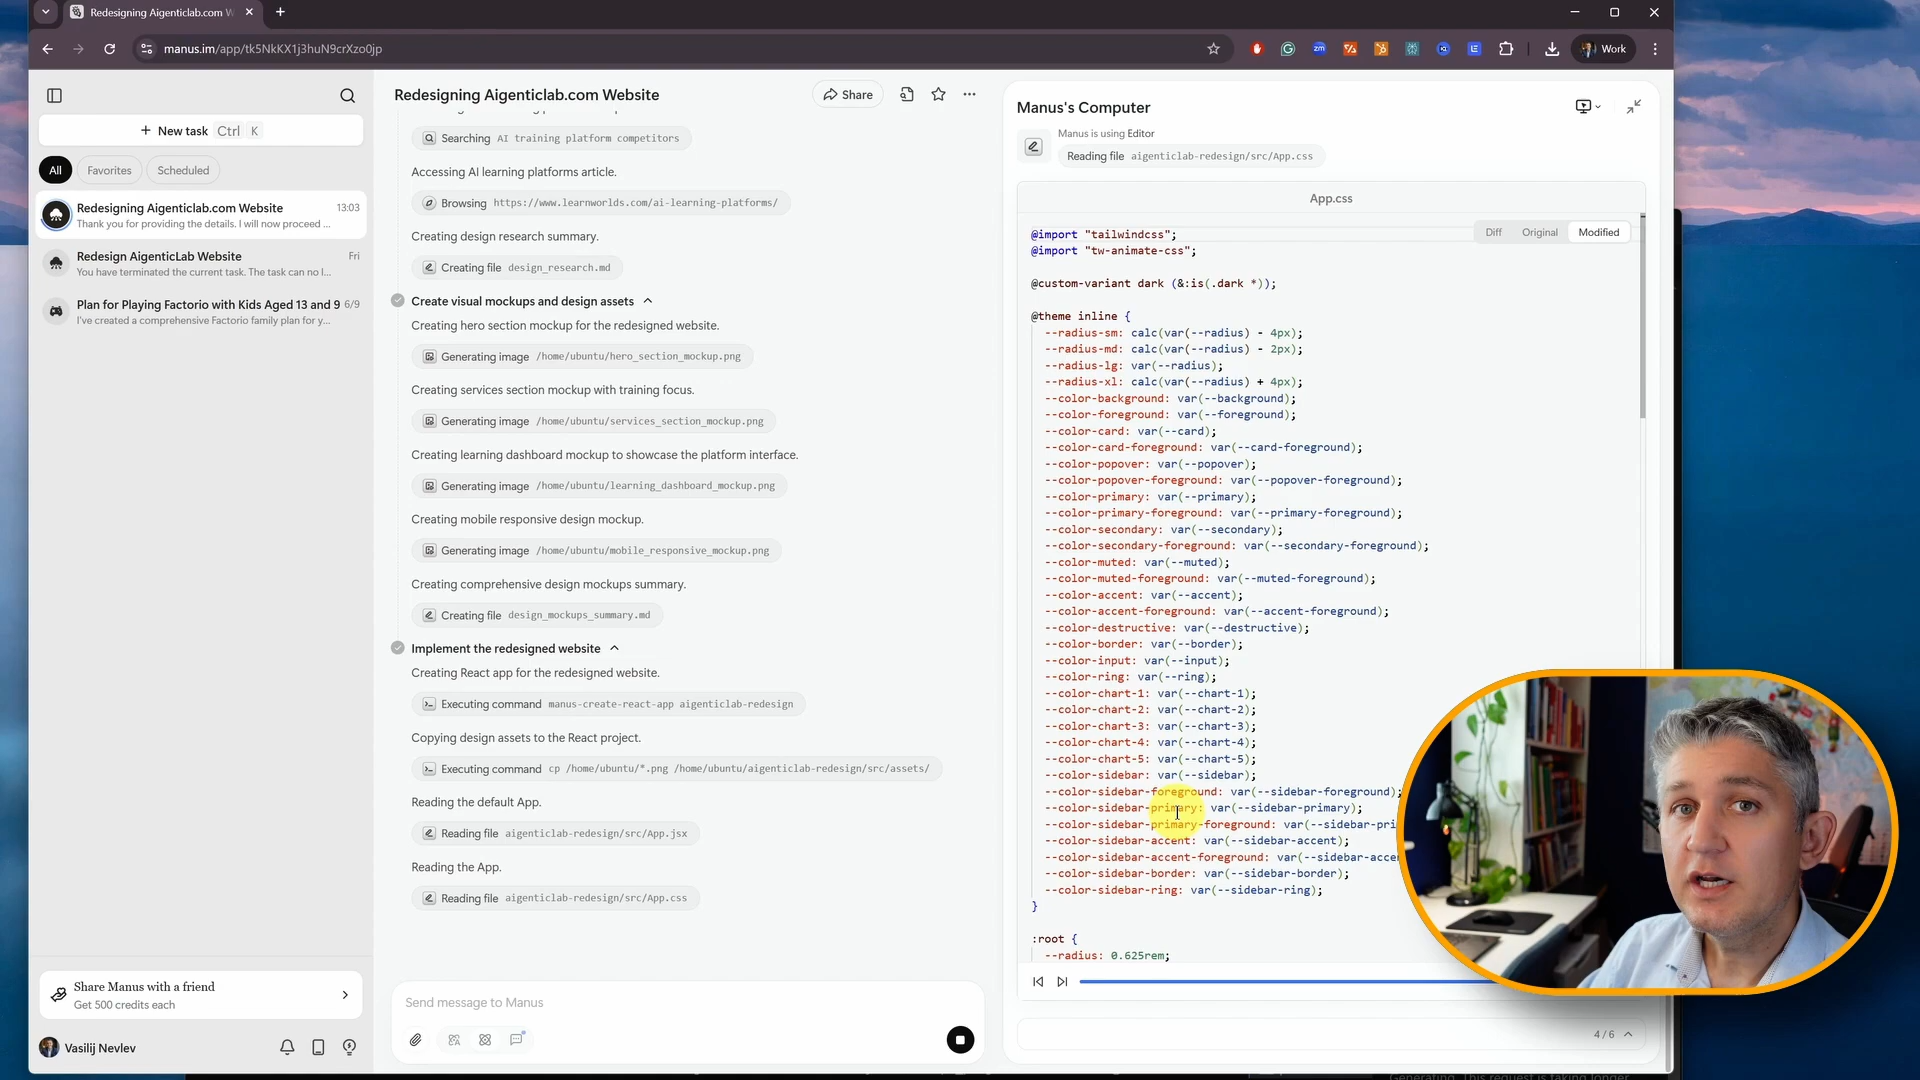 Redesigning Aigenticlab.com W
manus.im/app/tk5NkKX1j3huN9crXzo0jp
Work
New task Ctrl K
All
Favorites
Scheduled
Redesigning Aigenticlab.com Website
13:03
Thank you for providing the details. I will now proceed ...
Redesign AigenticLab Website
Fri
You have terminated the current task. The task can no l...
Plan for Playing Factorio with Kids Aged 13 and 9
6/9
I've created a comprehensive Factorio family plan for y...
Share Manus with a friend
Get 500 credits each
Vasilij Nevlev
Redesigning Aigenticlab.com Website
Share
Searching AI training platform competitors
Accessing AI learning platforms article.
Browsing https://www.learnworlds.com/ai-learning-platforms/
Creating design research summary.
Creating file design_research.md
Create visual mockups and design assets
Creating hero section mockup for the redesigned website.
Generating image /home/ubuntu/hero_section_mockup.png
Creating services section mockup with training focus.
Generating image /home/ubuntu/services_section_mockup.png
Creating learning dashboard mockup to showcase the platform interface.
Generating image /home/ubuntu/learning_dashboard_mockup.png
Creating mobile responsive design mockup.
Generating image /home/ubuntu/mobile_responsive_mockup.png
Creating comprehensive design mockups summary.
Creating file design_mockups_summary.md
Implement the redesigned website
Creating React app for the redesigned website.
Executing command manus-create-react-app aigenticlab-redesign
Copying design assets to the React project.
Executing command cp /home/ubuntu/*.png /home/ubuntu/aigenticlab-redesign/src/assets/
Reading the default App.
Reading file aigenticlab-redesign/src/App.jsx
Reading the App.
Reading file aigenticlab-redesign/src/App.css
Send message to Manus
Manus's Computer
Manus is using Editor
Reading file aigenticlab-redesign/src/App.css
App.css
Diff
Original
Modified
@import "tailwindcss";
@import "tw-animate-css";
@custom-variant dark (&:is(.dark *));
@theme inline {
--radius-sm: calc(var(--radius) - 4px);
--radius-md: calc(var(--radius) - 2px);
--radius-lg: var(--radius);
--radius-xl: calc(var(--radius) + 4px);
--color-background: var(--background);
--color-foreground: var(--foreground);
--color-card: var(--card);
--color-card-foreground: var(--card-foreground);
--color-popover: var(--popover);
--color-popover-foreground: var(--popover-foreground);
--color-primary: var(--primary);
--color-primary-foreground: var(--primary-foreground);
--color-secondary: var(--secondary);
--color-secondary-foreground: var(--secondary-foreground);
--color-muted: var(--muted);
--color-muted-foreground: var(--muted-foreground);
--color-accent: var(--accent);
--color-accent-foreground: var(--accent-foreground);
--color-destructive: var(--destructive);
--color-border: var(--border);
--color-input: var(--input);
--color-ring: var(--ring);
--color-chart-1: var(--chart-1);
--color-chart-2: var(--chart-2);
--color-chart-3: var(--chart-3);
--color-chart-4: var(--chart-4);
--color-chart-5: var(--chart-5);
--color-sidebar: var(--sidebar);
--color-sidebar-foreground: var(--sidebar-foreground);
--color-sidebar-primary: var(--sidebar-primary);
--color-sidebar-primary-foreground: var(--sidebar-pri
--color-sidebar-accent: var(--sidebar-accent);
--color-sidebar-accent-foreground: var(--sidebar-acce
--color-sidebar-border: var(--sidebar-border);
--color-sidebar-ring: var(--sidebar-ring);
}
:root {
--radius: 0.625rem;
4 / 6